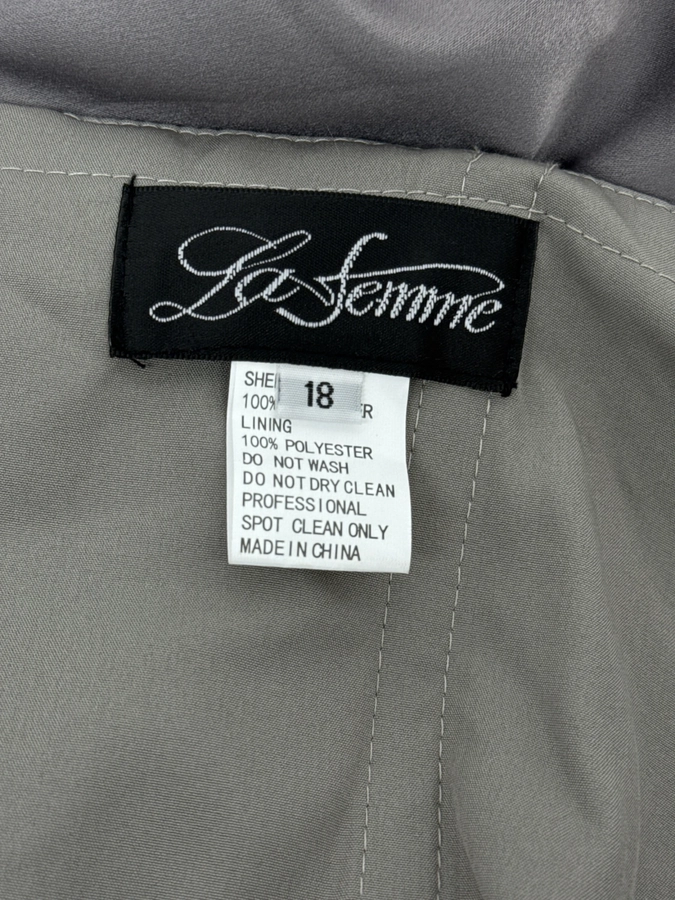 La Femme
18
100%
LINING
100% POLYESTER
DO NOT WASH
DO NOT DRY CLEAN
PROFESSIONAL
SPOT CLEAN ONLY
MADE IN CHINA